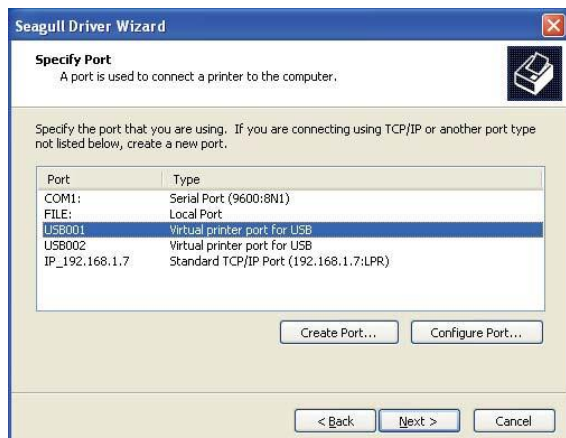 Seagull Driver Wizard
Specify Port
A port is used to connect a printer to the computer.
Specify the port that you are using. If you are connecting using TCP/IP or another port type
not listed below, create a new port.
Port Type
COM1: Serial Port (9600:8N1)
FILE: Local Port
USB001 Virtual printer port for USB
USB002 Virtual printer port for USB
IP_192.168.1.7 Standard TCP/IP Port (192.168.1.7:LPR)
Create Port... Configure Port...
< Back Next > Cancel